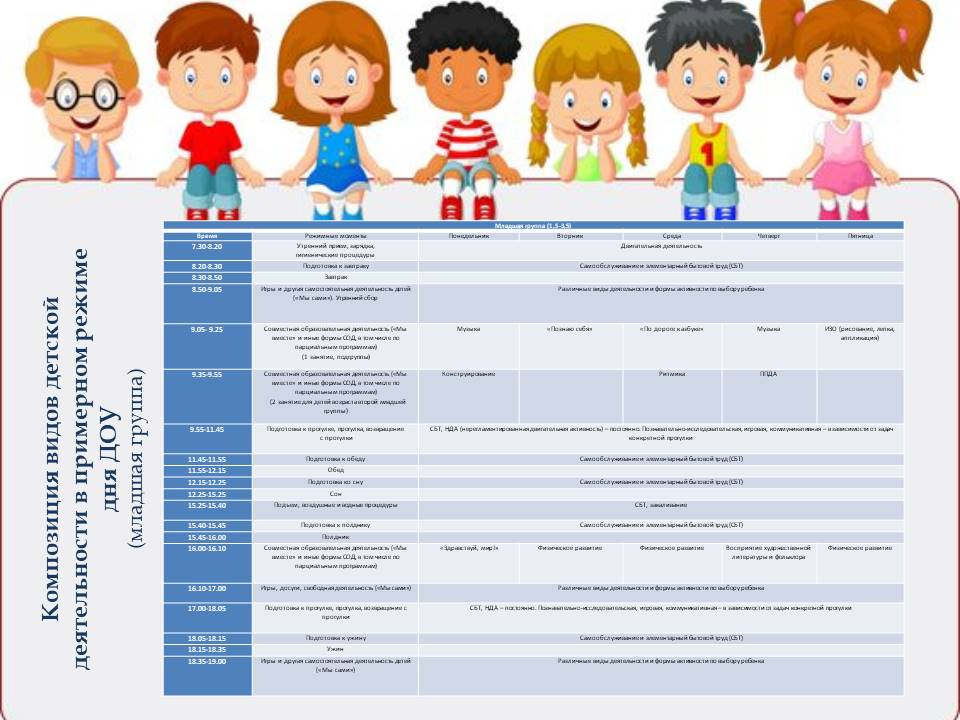 Композиция видов детской
деятельности в примерном режиме
дня ДОУ
(младшая группа)
Младшая группа (1,5-3,5)
Время Режимные моменты Понедельник Вторник Среда Четверг Пятница
7.30-8.20 Утренний прием, зарядка, Двигательная деятельность
гигиенические процедуры
8.20-8.30 Подготовка к завтраку Самообслуживание и элементарный бытовой труд (СБТ)
8.30-8.50 Завтрак
8.50-9.05 Игры и другая самостоятельная деятельность детей Различные виды деятельности и формы активности по выбору ребенка
(«Мы сами»). Утренний сбор
9.05- 9.25 Совместная образовательная деятельность («Мы Музыка «Познаю себя» «По дороге к азбуке» Музыка ИЗО (рисование, лепка,
вместе» и иные формы СОД, в том числе по аппликация)
парциальным программам)
(1 занятие, подгруппы)
9.35-9.55 Совместная образовательная деятельность («Мы Конструирование Ритмика ППДА
вместе» и иные формы СОД, в том числе по
парциальным программам)
(2 занятие для детей возраст второй младшей
группы)
9.55-11.45 Подготовка к прогулке, прогулка, возвращение СБТ, НДА (нерегламентированная двигательная активность) – постоянно. Познавательно-исследовательская, игровая, коммуникативная – в зависимости от задач
с прогулки конкретной прогулки
11.45-11.55 Подготовка к обеду Самообслуживание и элементарный бытовой труд (СБТ)
11.55-12.15 Обед
12.15-12.25 Подготовка ко сну Самообслуживание и элементарный бытовой труд (СБТ)
12.25-15.25 Сон
15.25-15.40 Подъем, воздушные и водные процедуры СБТ, закаливание
15.40-15.45 Подготовка к полднику Самообслуживание и элементарный бытовой труд (СБТ)
15.45-16.00 Полдник
16.00-16.10 Совместная образовательная деятельность («Мы «Здравствуй, мир!» Физическое развитие Физическое развитие Восприятие художественной Физическое развитие
вместе» и иные формы СОД, в том числе по литературы и фольклора
парциальным программам)
16.10-17.00 Игры, досуги, свободная деятельность («Мы сами») Различные виды деятельности и формы активности по выбору ребенка
17.00-18.05 Подготовка к прогулке, прогулка, возвращение с СБТ, НДА – постоянно. Познавательно-исследовательская, игровая, коммуникативная – в зависимости от задач конкретной прогулки
прогулки
18.05-18.15 Подготовка к ужину Самообслуживание и элементарный бытовой труд (СБТ)
18.15-18.35 Ужин
18.35-19.00 Игры и другая самостоятельная деятельность детей Различные виды деятельности и формы активности по выбору ребенка
(«Мы сами»)
1